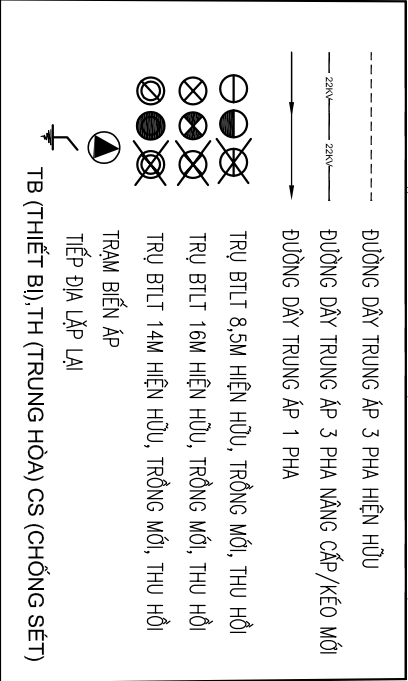 ĐƯỜNG DÂY TRUNG ÁP 3 PHA HIỆN HỮU
22KV 22KV ĐƯỜNG DÂY TRUNG ÁP 3 PHA NÂNG CẤP/KÉO MỚI
ĐƯỜNG DÂY TRUNG ÁP 1 PHA
TRỤ BTLT 8,5M HIỆN HỮU, TRỒNG MỚI, THU HỒI
TRỤ BTLT 16M HIỆN HỮU, TRỒNG MỚI, THU HỒI
TRỤ BTLT 14M HIỆN HỮU, TRỒNG MỚI, THU HỒI
TRẠM BIẾN ÁP
TIẾP ĐỊA LẶP LẠI
TB (THIẾT BỊ),TH (TRUNG HÒA) CS (CHỐNG SÉT)